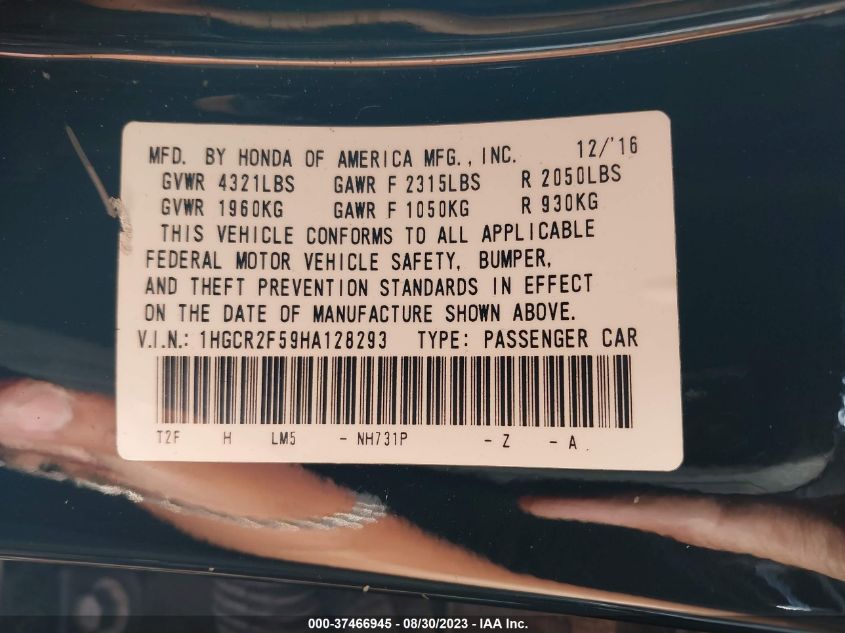 MFD. BY HONDA OF AMERICA MFG., INC. 12/'16
GVWR 4321LBS GAWR F 2315LBS R 2050LBS
GVWR 1960KG GAWR F 1050KG R 930KG
THIS VEHICLE CONFORMS TO ALL APPLICABLE
FEDERAL MOTOR VEHICLE SAFETY, BUMPER,
AND THEFT PREVENTION STANDARDS IN EFFECT
ON THE DATE OF MANUFACTURE SHOWN ABOVE.
V.I.N.: 1HGCR2F59HA128293 TYPE: PASSENGER CAR
T2F H LM5 - NH731P - Z - A
000-37466945 - 08/30/2023 - IAA Inc.